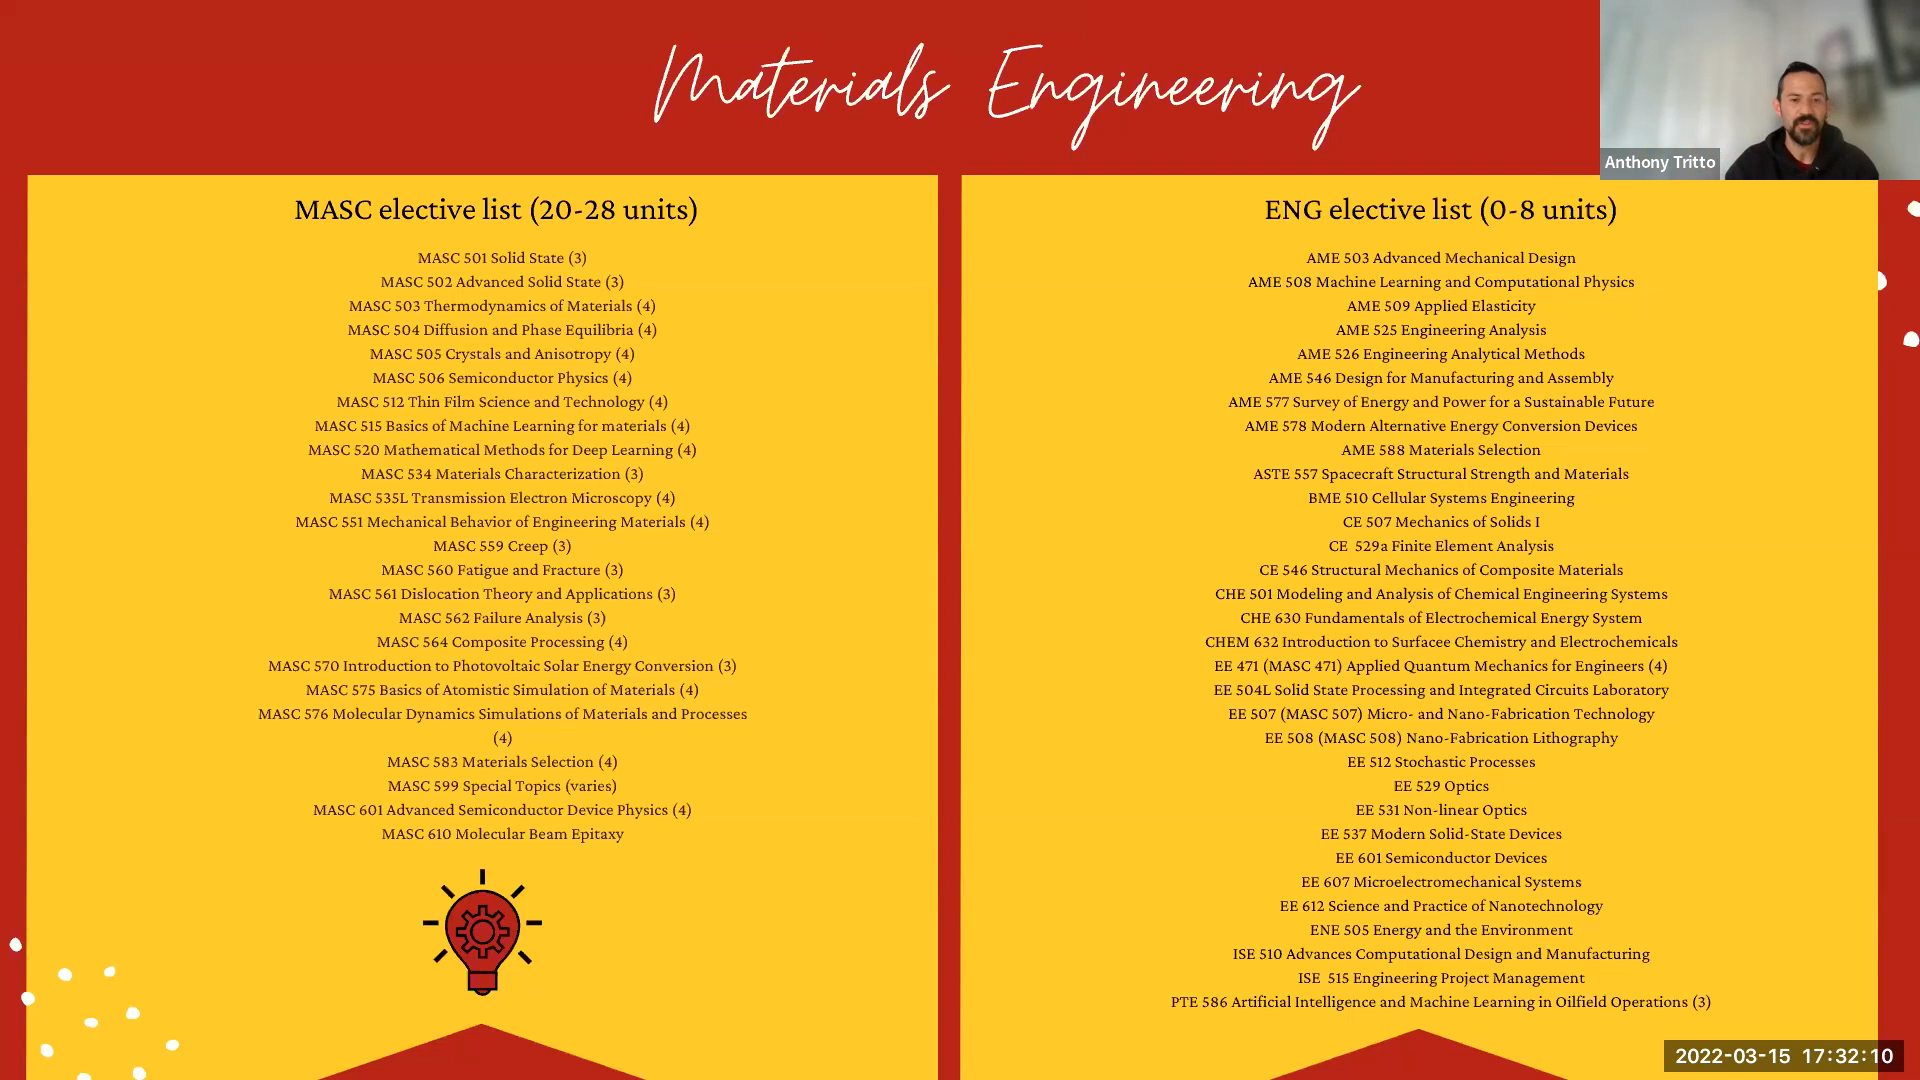 Materials Engineering
Anthony Tritto
MASC elective list (20-28 units)
MASC 501 Solid State (3)
MASC 502 Advanced Solid State (3)
MASC 503 Thermodynamics of Materials (4)
MASC 504 Diffusion and Phase Equilibria (4)
MASC 505 Crystals and Anisotropy (4)
MASC 506 Semiconductor Physics (4)
MASC 512 Thin Film Science and Technology (4)
MASC 515 Basics of Machine Learning for materials (4)
MASC 520 Mathematical Methods for Deep Learning (4)
MASC 534 Materials Characterization (3)
MASC 535L Transmission Electron Microscopy (4)
MASC 551 Mechanical Behavior of Engineering Materials (4)
MASC 559 Creep (3)
MASC 560 Fatigue and Fracture (3)
MASC 561 Dislocation Theory and Applications (3)
MASC 562 Failure Analysis (3)
MASC 564 Composite Processing (4)
MASC 570 Introduction to Photovoltaic Solar Energy Conversion (3)
MASC 575 Basics of Atomistic Simulation of Materials (4)
MASC 576 Molecular Dynamics Simulations of Materials and Processes
(4)
MASC 583 Materials Selection (4)
MASC 599 Special Topics (varies)
MASC 601 Advanced Semiconductor Device Physics (4)
MASC 610 Molecular Beam Epitaxy
ENG elective list (0-8 units)
AME 503 Advanced Mechanical Design
AME 508 Machine Learning and Computational Physics
AME 509 Applied Elasticity
AME 525 Engineering Analysis
AME 526 Engineering Analytical Methods
AME 546 Design for Manufacturing and Assembly
AME 577 Survey of Energy and Power for a Sustainable Future
AME 578 Modern Alternative Energy Conversion Devices
AME 588 Materials Selection
ASTE 557 Spacecraft Structural Strength and Materials
BME 510 Cellular Systems Engineering
CE 507 Mechanics of Solids I
CE 529a Finite Element Analysis
CE 546 Structural Mechanics of Composite Materials
CHE 501 Modeling and Analysis of Chemical Engineering Systems
CHE 630 Fundamentals of Electrochemical Energy System
CHEM 632 Introduction to Surfacee Chemistry and Electrochemicals
EE 471 (MASC 471) Applied Quantum Mechanics for Engineers (4)
EE 504L Solid State Processing and Integrated Circuits Laboratory
EE 507 (MASC 507) Micro- and Nano-Fabrication Technology
EE 508 (MASC 508) Nano-Fabrication Lithography
EE 512 Stochastic Processes
EE 529 Optics
EE 531 Non-linear Optics
EE 537 Modern Solid-State Devices
EE 601 Semiconductor Devices
EE 607 Microelectromechanical Systems
EE 612 Science and Practice of Nanotechnology
ENE 505 Energy and the Environment
ISE 510 Advances Computational Design and Manufacturing
ISE 515 Engineering Project Management
PTE 586 Artificial Intelligence and Machine Learning in Oilfield Operations (3)
2022-03-15 17:32:10